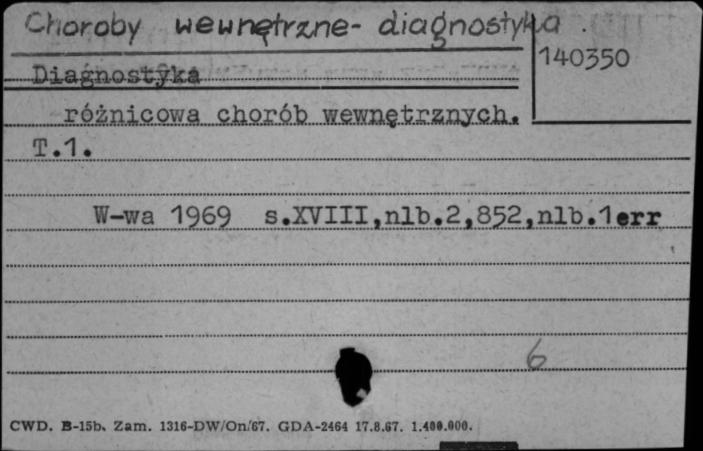 Choroby wewnętrzne- diagnostyka.
140350
Diagnostyka
różnicowa chorób wewnętrznych.
T.1.
W-wa 1969 s.XVIII,nlb.2,852,nlb.1err
6
CWD. B-15b. Zam. 1316-DW/On/67. GDA-2464 17.8.67. 1.400.000.